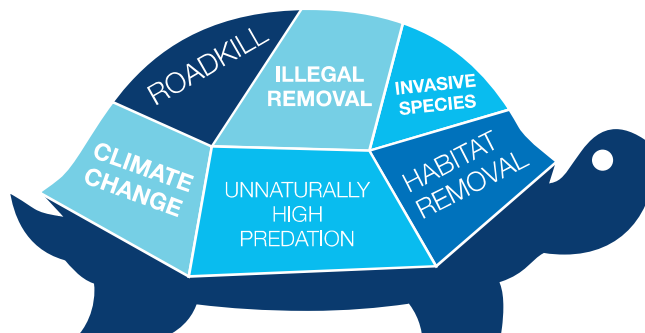 ROADKILL
ILLEGAL
REMOVAL
INVASIVE
SPECIES
CLIMATE
CHANGE
UNNATURALLY
HIGH
PREDATION
HABITAT
REMOVAL